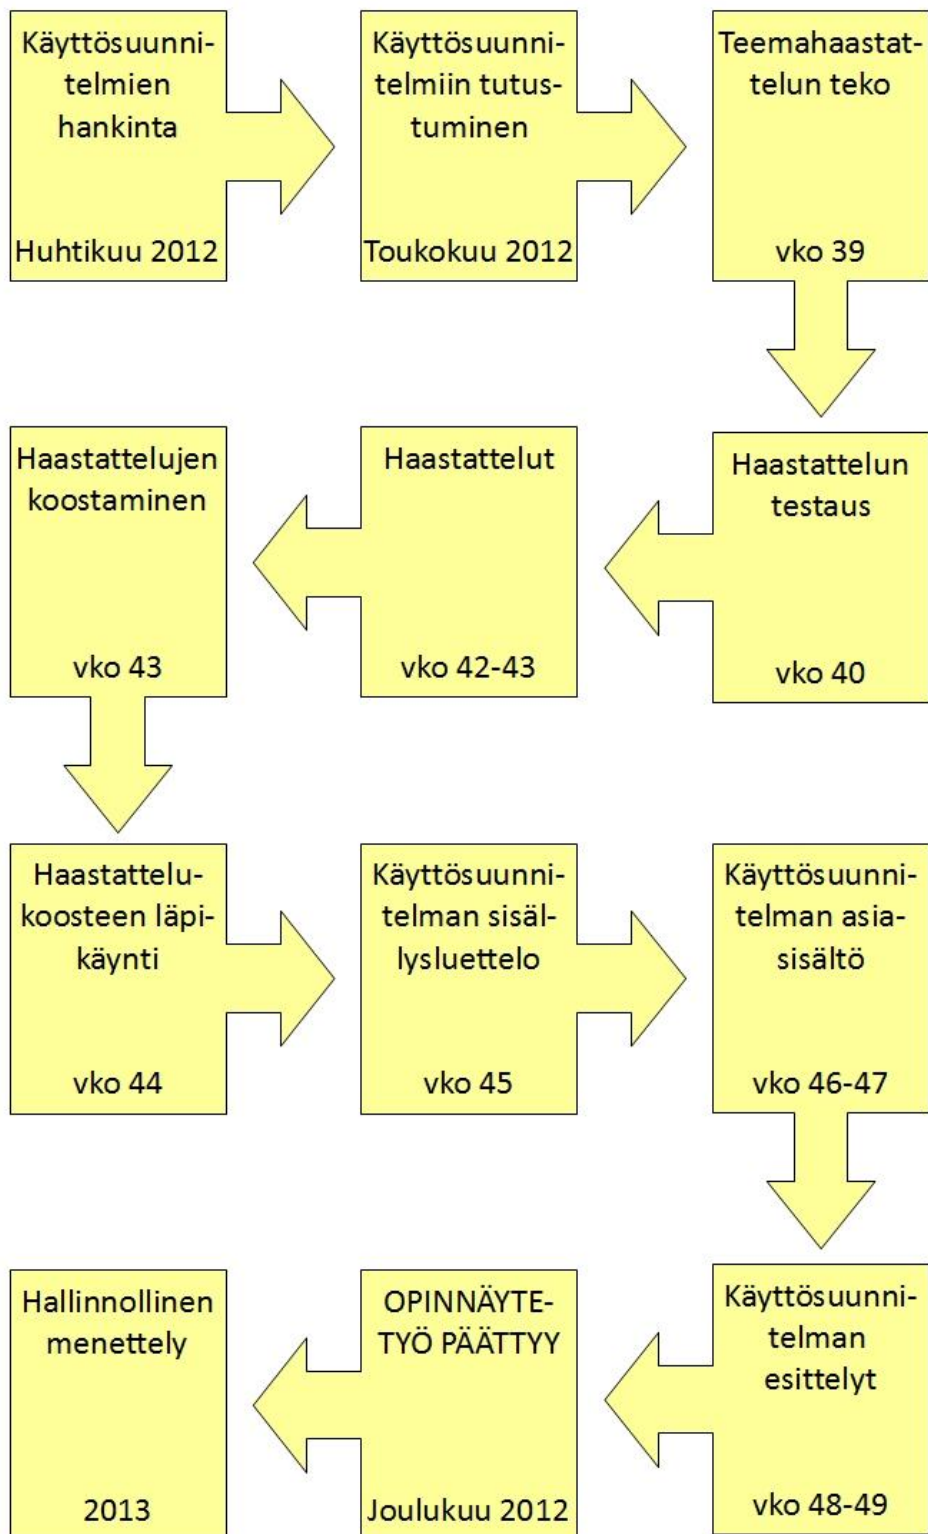 Käyttösuunni-
telmien
hankinta
Huhtikuu 2012
Käyttösuunni-
telmiin tutus-
tuminen
Toukokuu 2012
Teemahaastat-
telun teko
vko 39
Haastattelun
testaus
vko 40
Haastattelut
vko 42-43
Haastattelujen
koostaminen
vko 43
Haastattelu-
koosteen läpi-
käynti
vko 44
Käyttösuunni-
telman sisäl-
lysluettelo
vko 45
Käyttösuunni-
telman asia-
sisältö
vko 46-47
Käyttösuunni-
telman
esittelyt
vko 48-49
OPINNÄYTE-
TYÖ PÄÄTTYY
Joulukuu 2012
Hallinnollinen
menettely
2013